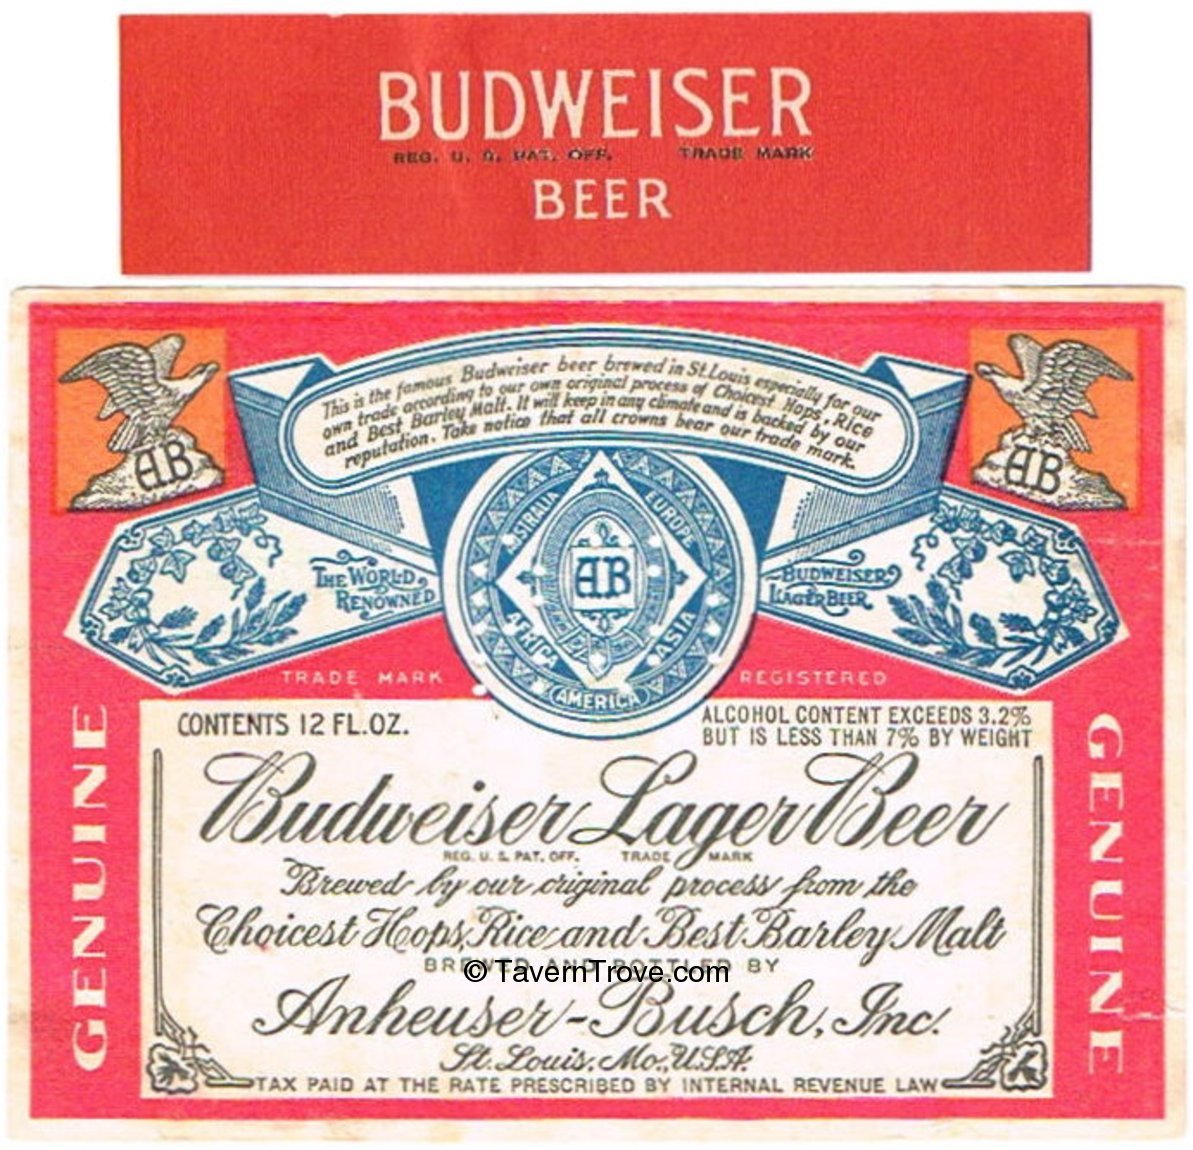 BUDWEISER
REG. U. S. PAT. OFF. TRADE MARK
BEER
This is the famous Budweiser beer brewed in St. Louis especially for our
own trade according to our own original process of Choicest Hops, Rice
and Best Barley Malt. It will keep in any climate and is backed by our
reputation. Take notice that all crowns bear our trade mark.
AB
AB
THE WORLD
RENOWNED
AUSTRALIA
EUROPE
AB
AFRICA
ASIA
AMERICA
BUDWEISER
LAGER BEER
TRADE MARK
REGISTERED
GENUINE
GENUINE
CONTENTS 12 FL. OZ.
ALCOHOL CONTENT EXCEEDS 3.2%
BUT IS LESS THAN 7% BY WEIGHT
Budweiser Lager Beer
REG. U. S. PAT. OFF. TRADE MARK
Brewed by our original process from the
Choicest Hops, Rice and Best Barley Malt
BREWED AND BOTTLED BY
© TavernTrove.com
Anheuser-Busch, Inc.
St. Louis, Mo., U.S.A.
TAX PAID AT THE RATE PRESCRIBED BY INTERNAL REVENUE LAW